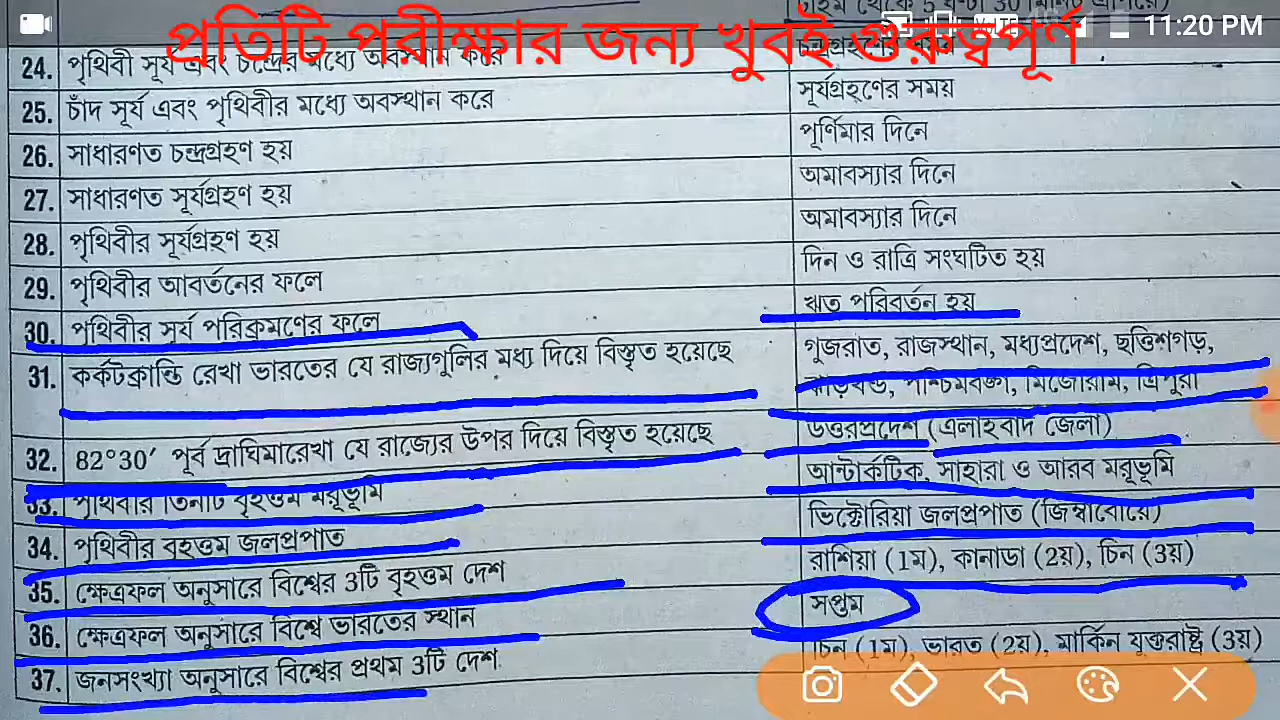 11:20 PM
প্রতিটি পরীক্ষার জন্য খুবই গুরুত্বপূর্ণ
24. পৃথিবী সূর্য এবং চন্দ্রের মধ্যে অবস্থান করে
25. চাঁদ সূর্য এবং পৃথিবীর মধ্যে অবস্থান করে সূর্যগ্রহণের সময়
26. সাধারণত চন্দ্রগ্রহণ হয় পূর্ণিমার দিনে
27. সাধারণত সূর্যগ্রহণ হয় অমাবস্যার দিনে
28. পৃথিবীর সূর্যগ্রহণ হয় অমাবস্যার দিনে
29. পৃথিবীর আবর্তনের ফলে দিন ও রাত্রি সংঘটিত হয়
30. পৃথিবীর সূর্য পরিক্রমণের ফলে ঋতু পরিবর্তন হয়
31. কর্কটক্রান্তি রেখা ভারতের যে রাজ্যগুলির মধ্য দিয়ে বিস্তৃত হয়েছে গুজরাত, রাজস্থান, মধ্যপ্রদেশ, ছত্তিশগড়,
ঝাড়খণ্ড, পশ্চিমবঙ্গ, মিজোরাম, ত্রিপুরা
32. 82°30′ পূর্ব দ্রাঘিমারেখা যে রাজ্যের উপর দিয়ে বিস্তৃত হয়েছে উত্তরপ্রদেশ (এলাহবাদ জেলা)
33. পৃথিবীর তিনটি বৃহত্তম মরুভূমি আন্টার্কটিক, সাহারা ও আরব মরুভূমি
34. পৃথিবীর বৃহত্তম জলপ্রপাত ভিক্টোরিয়া জলপ্রপাত (জিম্বাবোয়ে)
35. ক্ষেত্রফল অনুসারে বিশ্বের 3টি বৃহত্তম দেশ রাশিয়া (1ম), কানাডা (2য়), চিন (3য়)
36. ক্ষেত্রফল অনুসারে বিশ্বে ভারতের স্থান সপ্তম
37. জনসংখ্যা অনুসারে বিশ্বের প্রথম 3টি দেশ চিন (1ম), ভারত (2য়), মার্কিন যুক্তরাষ্ট্র (3য়)